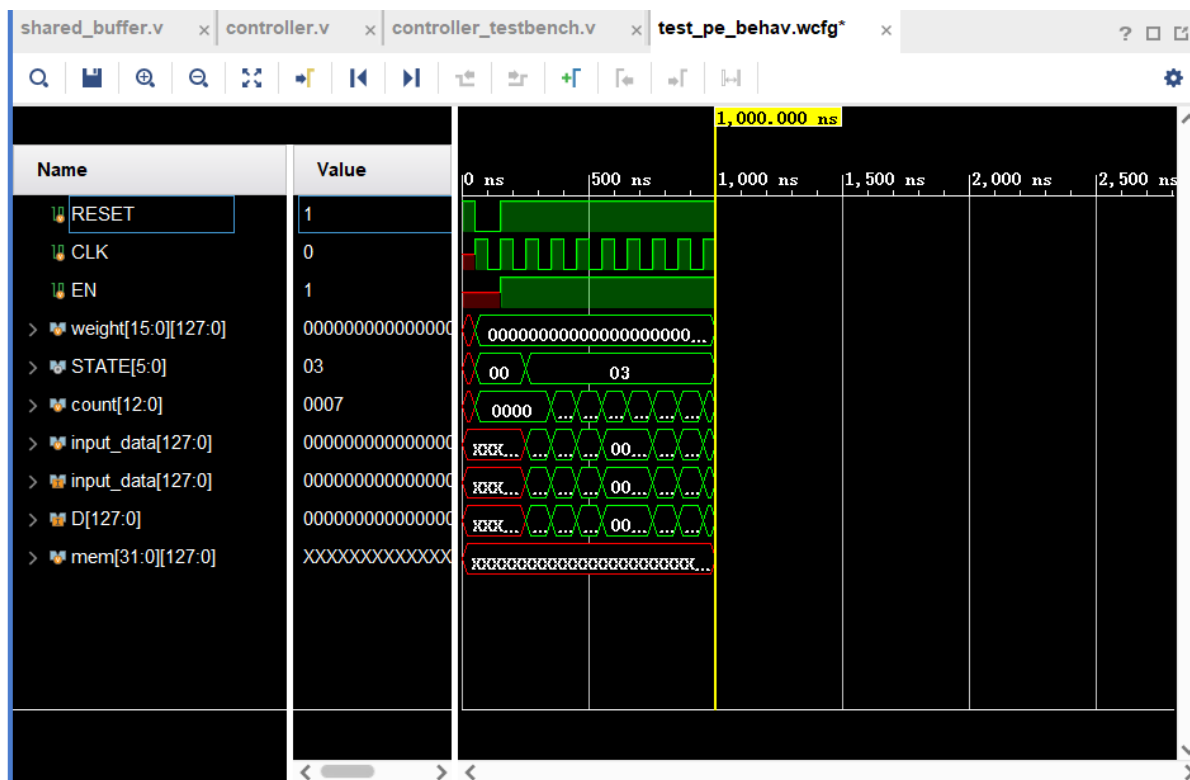 shared_buffer.v × controller.v × controller_testbench.v × test_pe_behav.wcfg* × ?
1,000.000 ns
Name Value 0 ns 500 ns 1,000 ns 1,500 ns 2,000 ns 2,500 ns
RESET 1
CLK 0
EN 1
weight[15:0][127:0] 000000000000000 00000000000000000000...
STATE[5:0] 03 00 03
count[12:0] 0007 0000 ... ... ... ... ... ...
input_data[127:0] 000000000000000 XXX... ... ... ... 00... ... ...
input_data[127:0] 000000000000000 XXX... ... ... ... 00... ... ...
D[127:0] 000000000000000 XXX... ... ... ... 00... ... ...
mem[31:0][127:0] XXXXXXXXXXXXX XXXXXXXXXXXXXXXXXXXXXXXX...